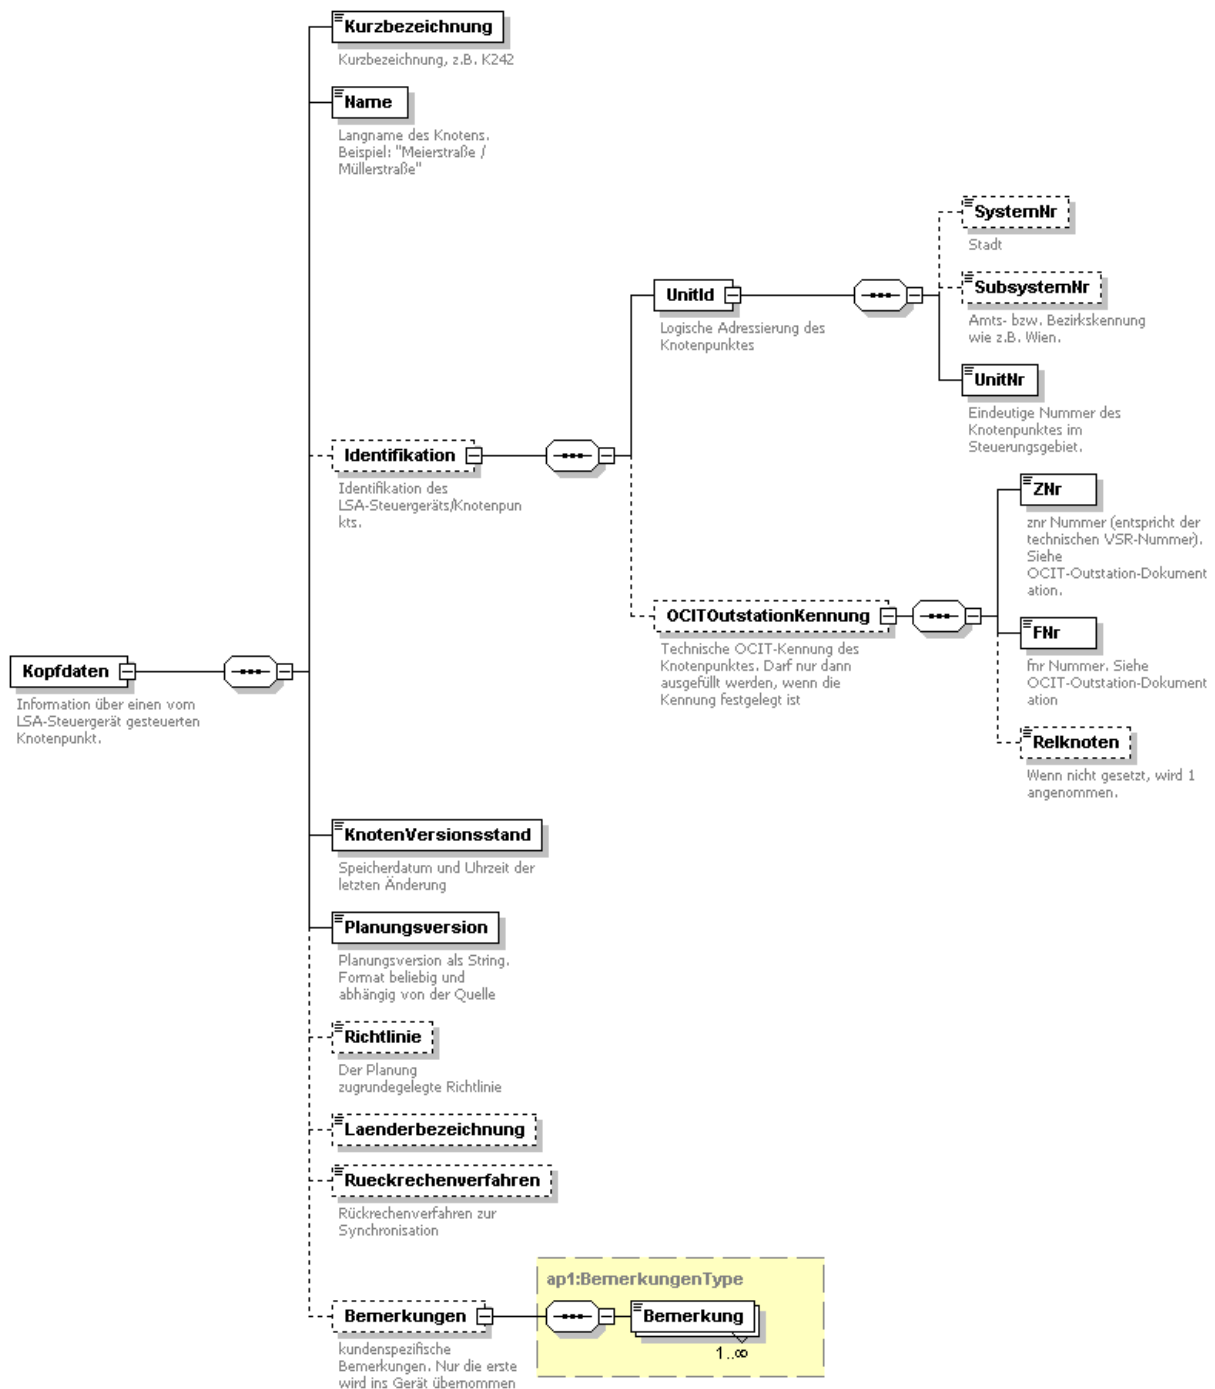 Kurzbezeichnung
Kurzbezeichnung, z.B. K242
Name
Langname des Knotens.
Beispiel: "Meierstraße /
Müllerstraße"
SystemNr
Stadt
SubsystemNr
Amts- bzw. Bezirkskennung
wie z.B. Wien.
UnitId
Logische Adressierung des
Knotenpunktes
UnitNr
Eindeutige Nummer des
Knotenpunktes im
Steuerungsgebiet.
Identifikation
Identifikation des
LSA-Steuergeräts/Knotenpun
kts.
ZNr
znr Nummer (entspricht der
technischen VSR-Nummer).
Siehe
OCIT-Outstation-Dokument
ation.
OCITOutstationKennung
Technische OCIT-Kennung des
Knotenpunktes. Darf nur dann
ausgefüllt werden, wenn die
Kennung festgelegt ist
FNr
fnr Nummer. Siehe
OCIT-Outstation-Dokument
ation
Relknoten
Wenn nicht gesetzt, wird 1
angenommen.
Kopfdaten
Information über einen vom
LSA-Steuergerät gesteuerten
Knotenpunkt.
KnotenVersionsstand
Speicherdatum und Uhrzeit der
letzten Änderung
Planungsversion
Planungsversion als String.
Format beliebig und
abhängig von der Quelle
Richtlinie
Der Planung
zugrundegelegte Richtlinie
Laenderbezeichnung
Rueckrechenverfahren
Rückrechenverfahren zur
Synchronisation
ap1:BemerkungenType
Bemerkungen
Bemerkung
1..∞
kundenspezifische
Bemerkungen. Nur die erste
wird ins Gerät übernommen